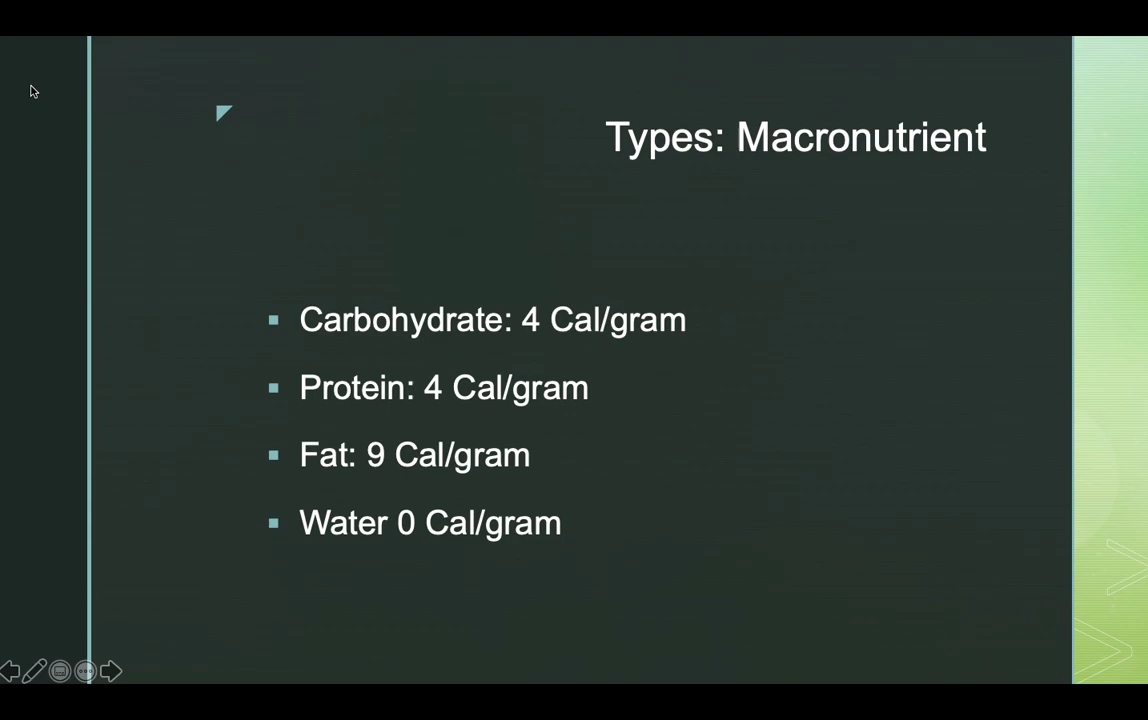 Types: Macronutrient
Carbohydrate: 4 Cal/gram
Protein: 4 Cal/gram
Fat: 9 Cal/gram
Water 0 Cal/gram